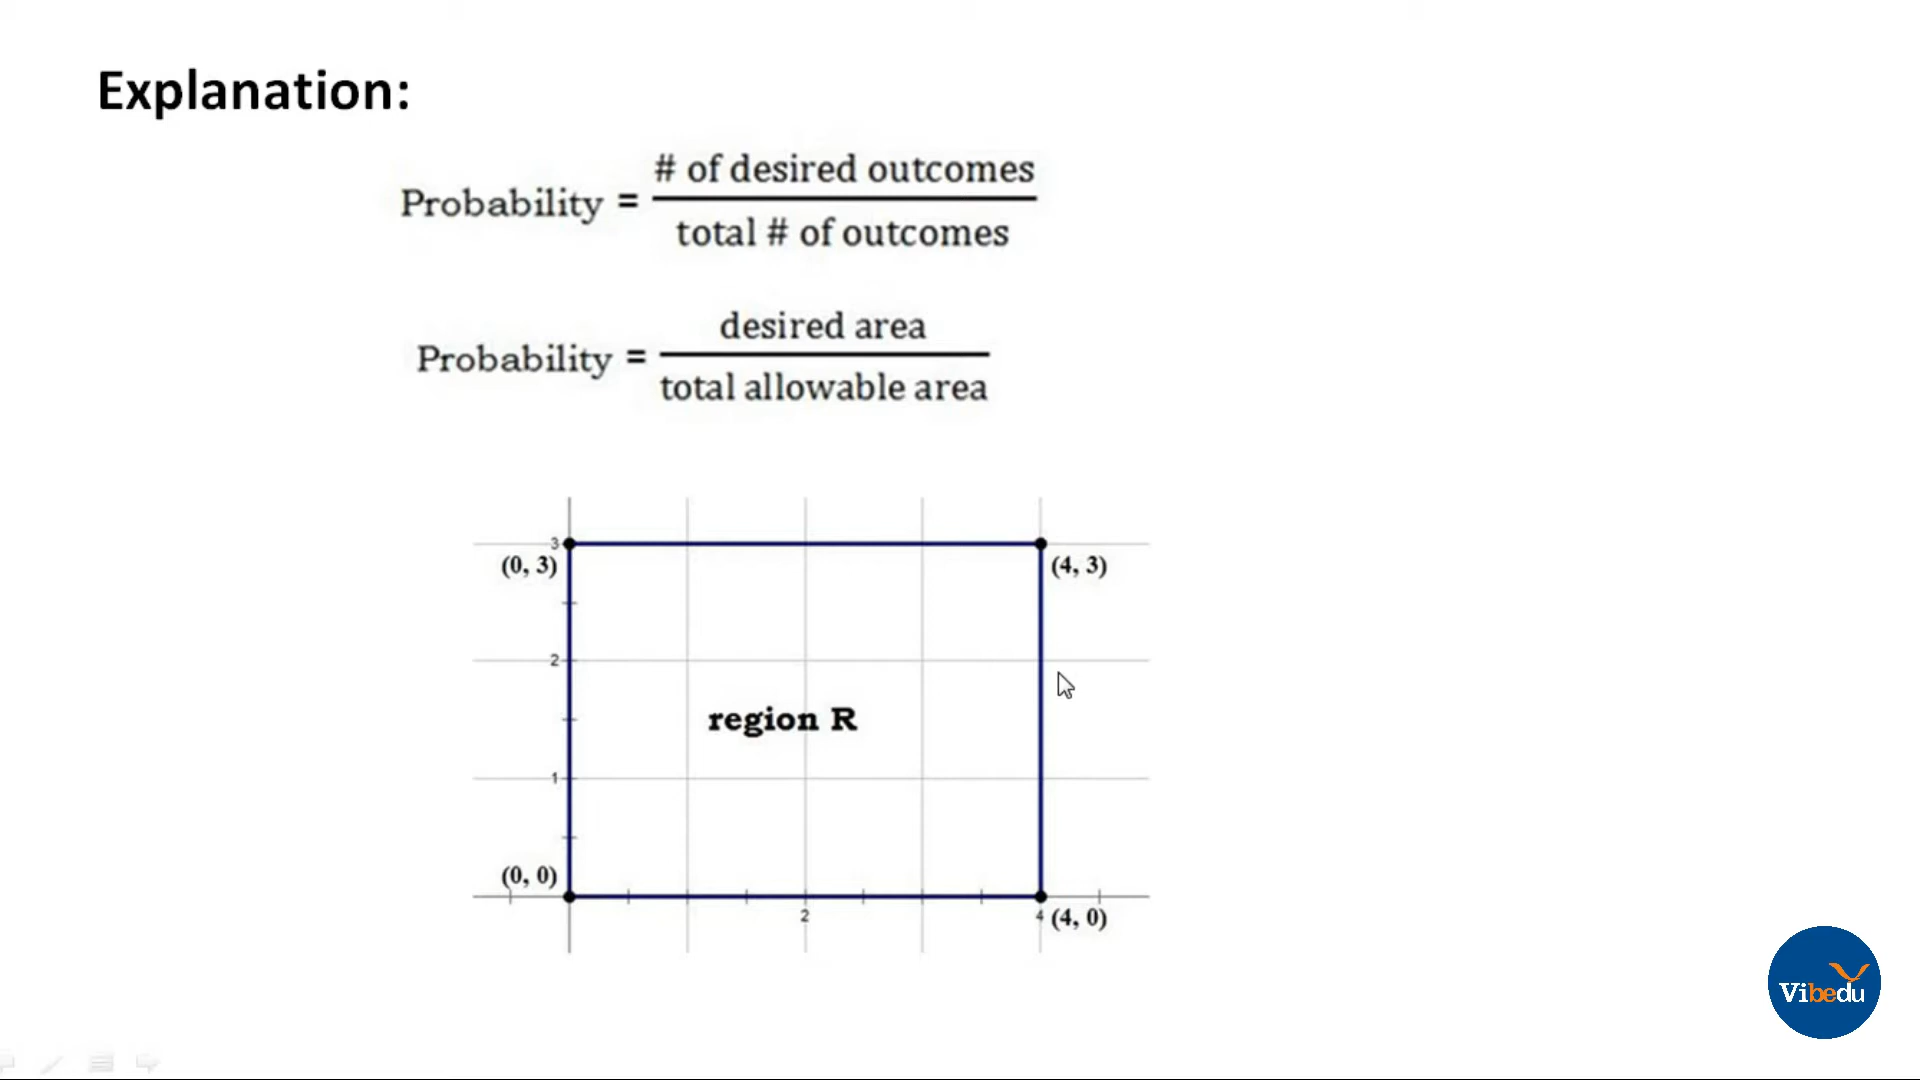 Explanation:
Probability = # of desired outcomes
total # of outcomes
Probability = desired area
total allowable area
3
(0, 3)
(4, 3)
2
region R
1
(0, 0)
2
4
(4, 0)
Vibedu